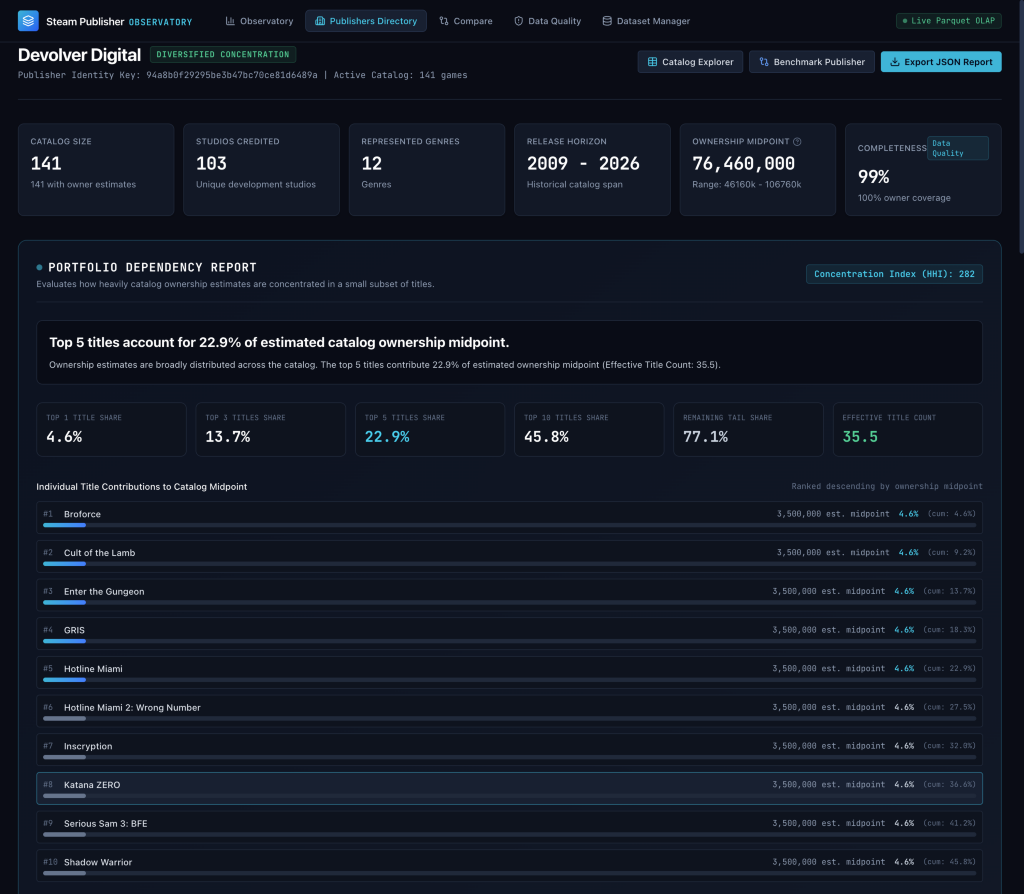 Steam Publisher OBSERVATORY
Observatory
Publishers Directory
Compare
Data Quality
Dataset Manager
Live Parquet OLAP
Devolver Digital
DIVERSIFIED CONCENTRATION
Publisher Identity Key: 94a8b0f29295be3b47bc70ce81d6489a | Active Catalog: 141 games
Catalog Explorer
Benchmark Publisher
Export JSON Report
CATALOG SIZE
141
141 with owner estimates
STUDIOS CREDITED
103
Unique development studios
REPRESENTED GENRES
12
Genres
RELEASE HORIZON
2009 - 2026
Historical catalog span
OWNERSHIP MIDPOINT
76,460,000
Range: 46160k - 106760k
COMPLETENESS
Data
Quality
99%
100% owner coverage
PORTFOLIO DEPENDENCY REPORT
Evaluates how heavily catalog ownership estimates are concentrated in a small subset of titles.
Concentration Index (HHI): 282
Top 5 titles account for 22.9% of estimated catalog ownership midpoint.
Ownership estimates are broadly distributed across the catalog. The top 5 titles contribute 22.9% of estimated ownership midpoint (Effective Title Count: 35.5).
TOP 1 TITLE SHARE
4.6%
TOP 3 TITLES SHARE
13.7%
TOP 5 TITLES SHARE
22.9%
TOP 10 TITLES SHARE
45.8%
REMAINING TAIL SHARE
77.1%
EFFECTIVE TITLE COUNT
35.5
Individual Title Contributions to Catalog Midpoint
Ranked descending by ownership midpoint
#1 Broforce 3,500,000 est. midpoint 4.6% (cum: 4.6%)
#2 Cult of the Lamb 3,500,000 est. midpoint 4.6% (cum: 9.2%)
#3 Enter the Gungeon 3,500,000 est. midpoint 4.6% (cum: 13.7%)
#4 GRIS 3,500,000 est. midpoint 4.6% (cum: 18.3%)
#5 Hotline Miami 3,500,000 est. midpoint 4.6% (cum: 22.9%)
#6 Hotline Miami 2: Wrong Number 3,500,000 est. midpoint 4.6% (cum: 27.5%)
#7 Inscryption 3,500,000 est. midpoint 4.6% (cum: 32.0%)
#8 Katana ZERO 3,500,000 est. midpoint 4.6% (cum: 36.6%)
#9 Serious Sam 3: BFE 3,500,000 est. midpoint 4.6% (cum: 41.2%)
#10 Shadow Warrior 3,500,000 est. midpoint 4.6% (cum: 45.8%)